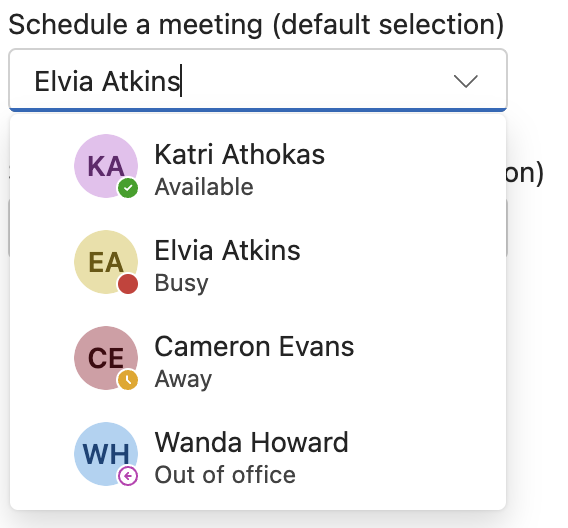 Schedule a meeting (default selection)
Elvia Atkins
KA
Katri Athokas
Available
on)
EA
Elvia Atkins
Busy
CE
Cameron Evans
Away
WH
Wanda Howard
Out of office